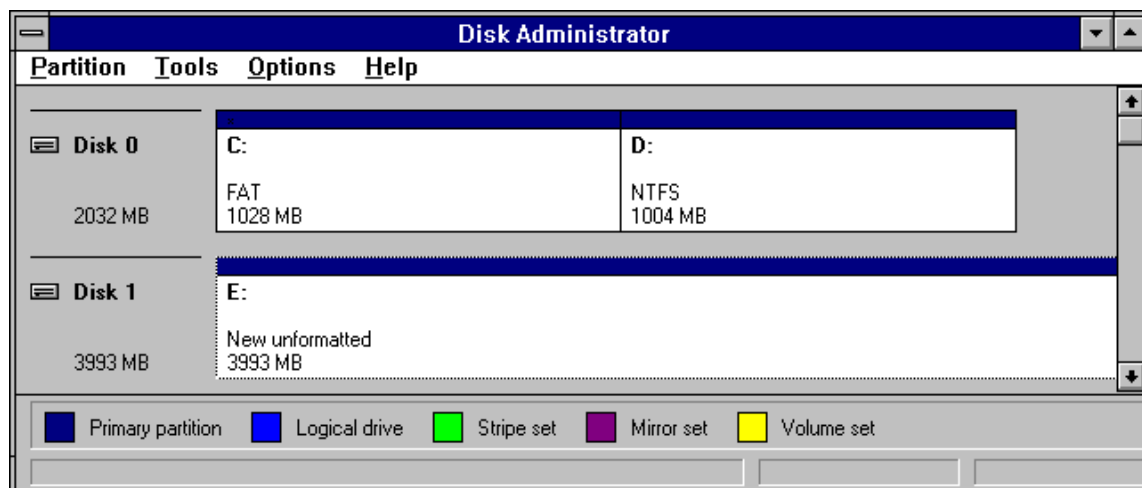 Disk Administrator
Partition Tools Options Help
Disk 0
2032 MB
C:
FAT
1028 MB
D:
NTFS
1004 MB
Disk 1
3993 MB
E:
New unformatted
3993 MB
Primary partition Logical drive Stripe set Mirror set Volume set